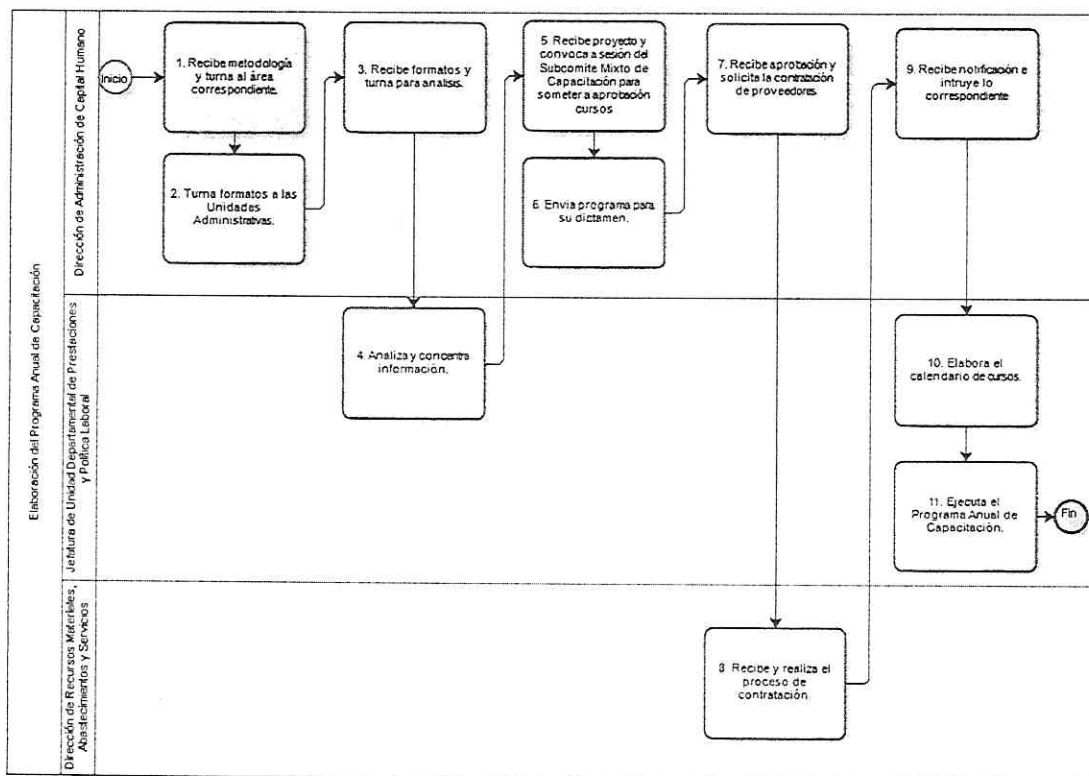 Elaboración del Programa Anual de Capacitación
Dirección de Administración de Capital Humano
Inicio
1. Recibe metodología
y turna al área
correspondiente.
2. Turna formatos a las
Unidades
Administrativas.
3. Recibe formatos y
turna para análisis.
5. Recibe proyecto y
convoca a sesión del
Subcomite Mixto de
Capacitación para
someter a aprobación
cursos
6. Envia programa para
su dictamen.
7. Recibe aprobación y
solicita la contratación
de proveedores.
9. Recibe notificación e
intruye lo
correspondiente
Jefatura de Unidad Departamental de Prestaciones
y Política Laboral
4. Analiza y concentra
información.
10. Elabora el
calendario de cursos.
11. Ejecuta el
Programa Anual de
Capacitación.
Fin
Dirección de Recursos Materiales,
Abastecimientos y Servicios
8. Recibe y realiza el
proceso de
contratación.